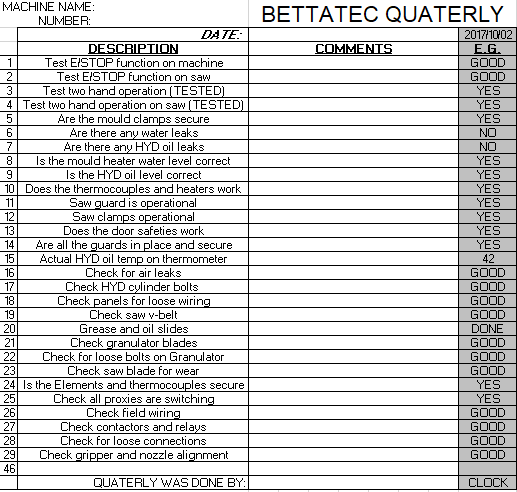 MACHINE NAME: BETTATEC QUATERLY
NUMBER:
DATE: 2017/10/02
DESCRIPTION COMMENTS E.G.
1 Test E/STOP function on machine GOOD
2 Test E/STOP function on saw GOOD
3 Test two hand operation (TESTED) YES
4 Test two hand operation on saw (TESTED) YES
5 Are the mould clamps secure YES
6 Are there any water leaks NO
7 Are there any HYD oil leaks NO
8 Is the mould heater water level correct YES
9 Is the HYD oil level correct YES
10 Does the thermocouples and heaters work YES
11 Saw guard is operational YES
12 Saw clamps operational YES
13 Does the door safeties work YES
14 Are all the guards in place and secure YES
15 Actual HYD oil temp on thermometer 42
16 Check for air leaks GOOD
17 Check HYD cylinder bolts GOOD
18 Check panels for loose wiring GOOD
19 Check saw v-belt GOOD
20 Grease and oil slides DONE
21 Check granulator blades GOOD
22 Check for loose bolts on Granulator GOOD
23 Check saw blade for wear GOOD
24 Is the Elements and thermocouples secure YES
25 Check all proxies are switching YES
26 Check field wiring GOOD
27 Check contactors and relays GOOD
28 Check for loose connections GOOD
29 Check gripper and nozzle alignment GOOD
46
QUATERLY WAS DONE BY: CLOCK